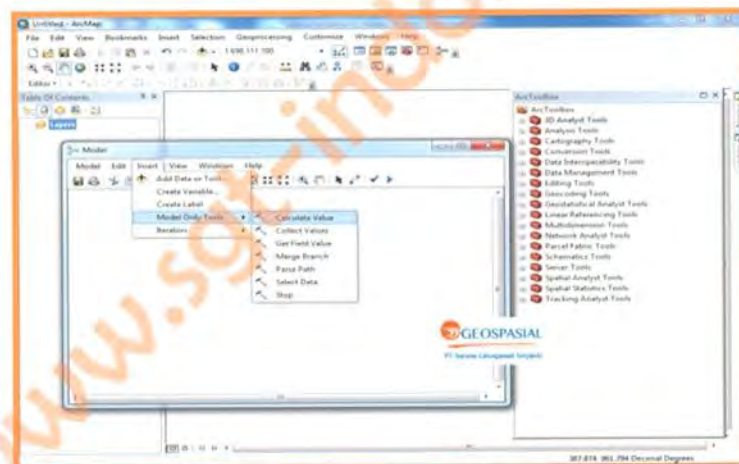 Untitled - ArcMap
File Edit View Bookmarks Insert Selection Geoprocessing Customize Windows Help
Editor
Table Of Contents
Layers
ArcToolbox
ArcToolbox
3D Analyst Tools
Analysis Tools
Cartography Tools
Conversion Tools
Data Interoperability Tools
Data Management Tools
Editing Tools
Geocoding Tools
Geostatistical Analyst Tools
Linear Referencing Tools
Multidimension Tools
Network Analyst Tools
Parcel Fabric Tools
Schematics Tools
Server Tools
Spatial Analyst Tools
Spatial Statistics Tools
Tracking Analyst Tools
Model
Model Edit Insert View Windows Help
Add Data or Tool...
Create Variable...
Create Label
Model Only Tools
Iterators
Calculate Value
Collect Values
Get Field Value
Merge Branch
Parse Path
Select Data
Stop
GEOSPASIAL
www.sgt-indo
Decimal Degrees